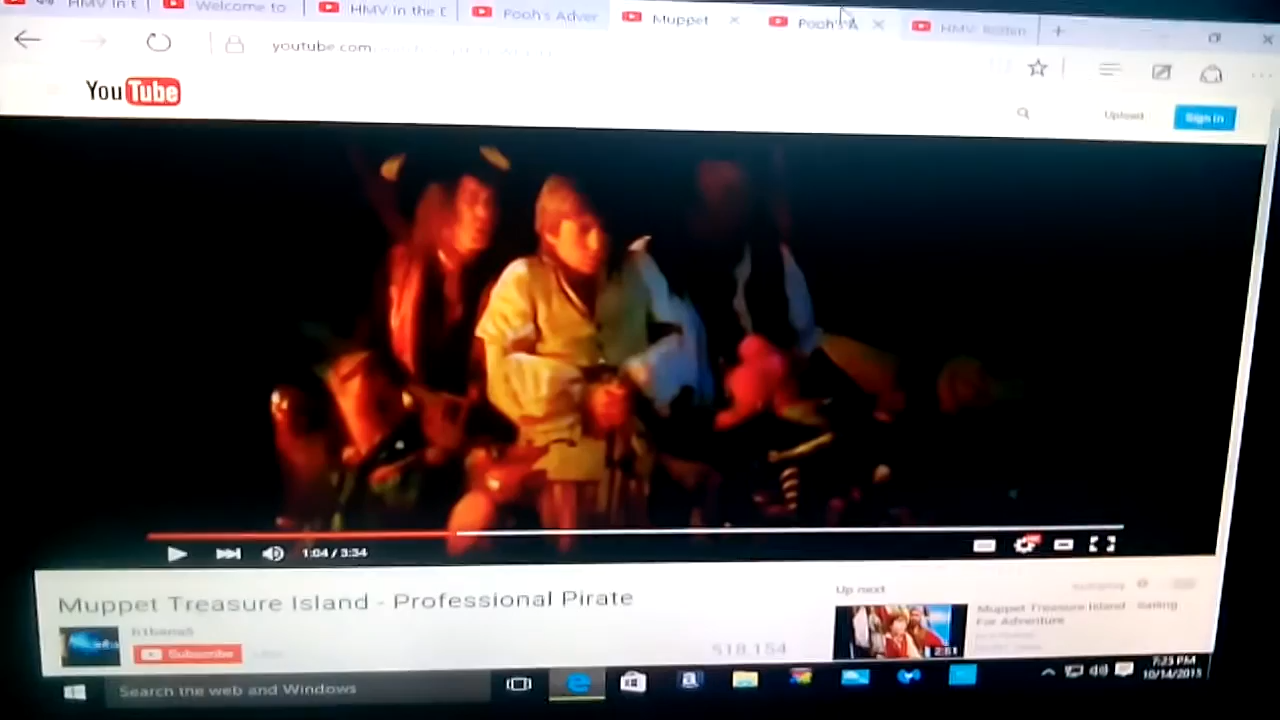 HMV In t
Welcome to
HMV In the D
Pooh's Adver
Muppet
Pooh's A
HMV
youtube.com
YouTube
Upload
Sign in
1:04 / 3:34
Muppet Treasure Island - Professional Pirate
Subscribe
518,154
Up next
Muppet Treasure Island - Sailing
For Adventure
2:51
Search the web and Windows
7:23 PM
10/14/2015